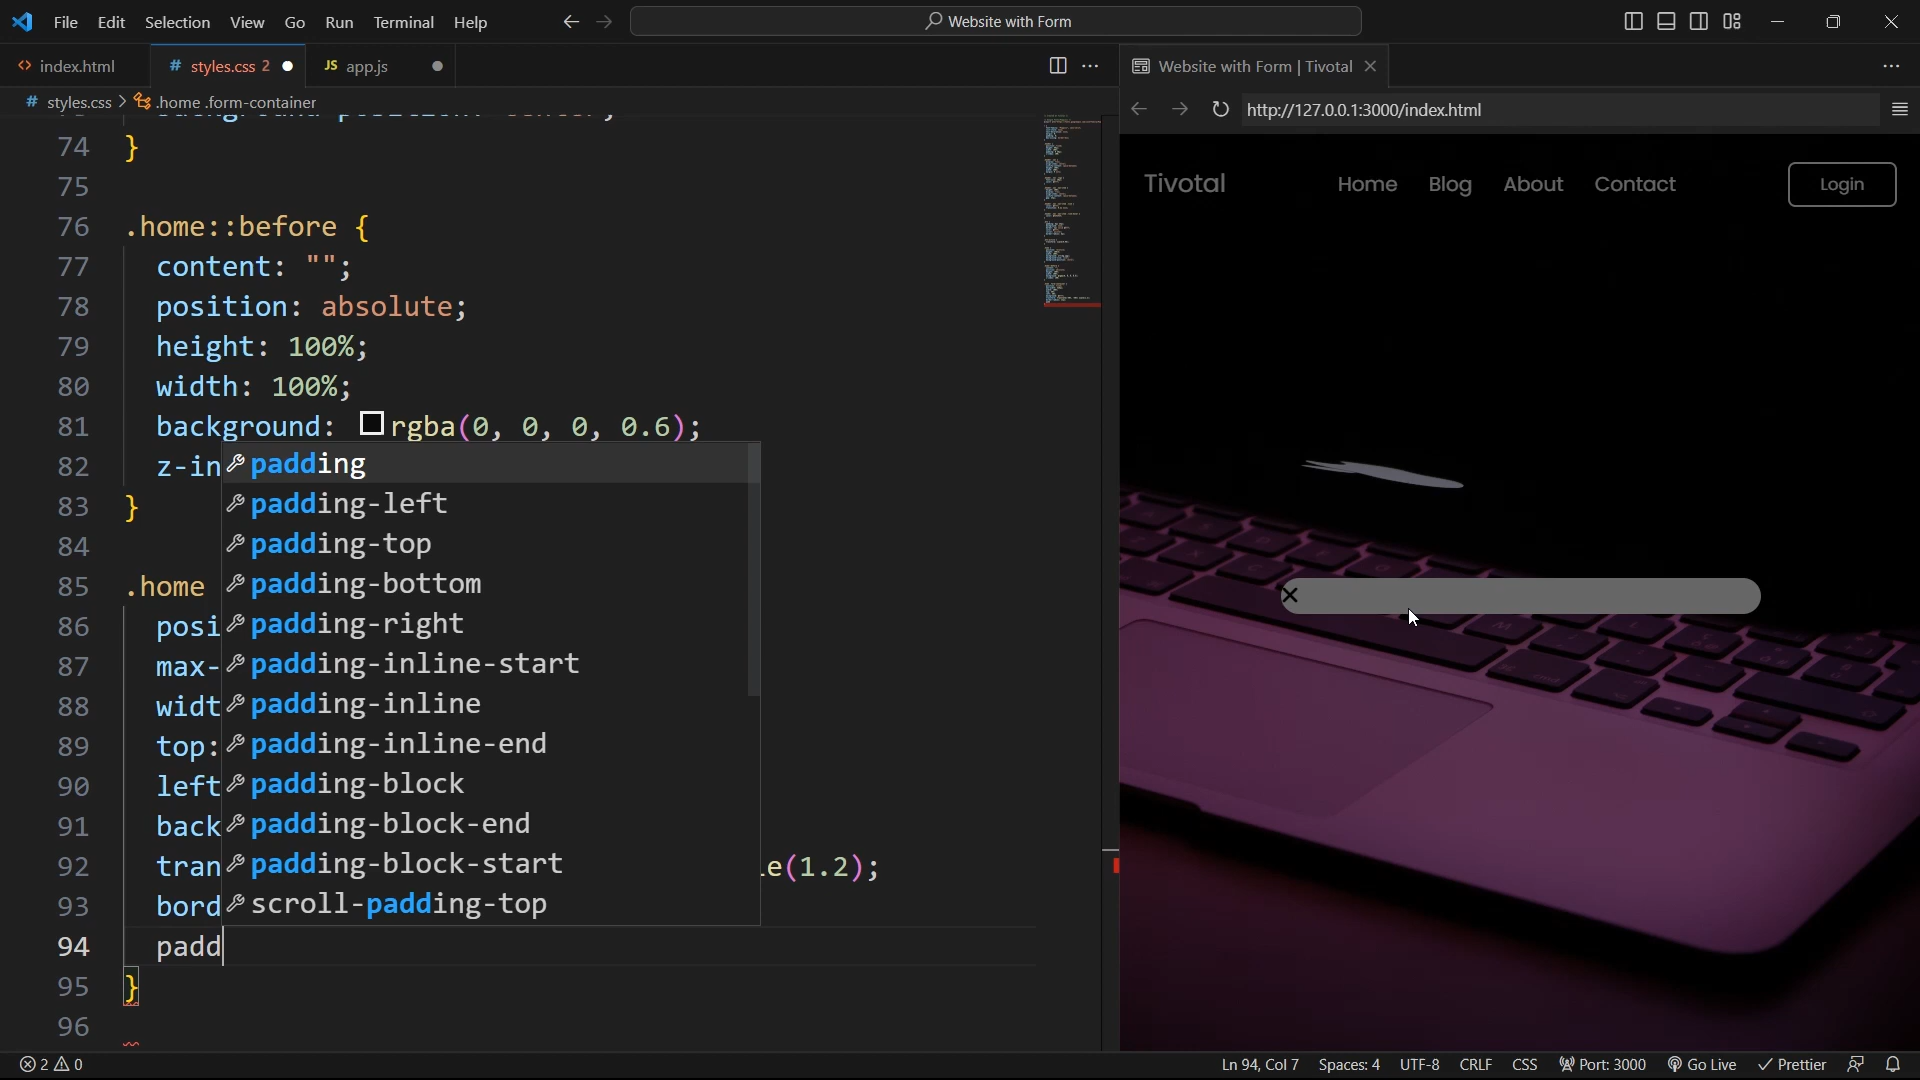 File Edit Selection View Go Run Terminal Help
Website with Form
index.html
# styles.css 2
JS app.js
Website with Form | Tivotal
# styles.css > .home .form-container
http://127.0.0.1:3000/index.html
74 }
75
76 .home::before {
77 content: "";
78 position: absolute;
79 height: 100%;
80 width: 100%;
81 background: rgba(0, 0, 0, 0.6);
82 z-in
83 }
84
85 .home
86 posi
87 max-
88 widt
89 top:
90 left
91 back
92 tran le(1.2);
93 bord
94 padd
95 }
96
padding
padding-left
padding-top
padding-bottom
padding-right
padding-inline-start
padding-inline
padding-inline-end
padding-block
padding-block-end
padding-block-start
scroll-padding-top
Tivotal Home Blog About Contact Login
2 0
Ln 94, Col 7 Spaces: 4 UTF-8 CRLF CSS Port: 3000 Go Live Prettier